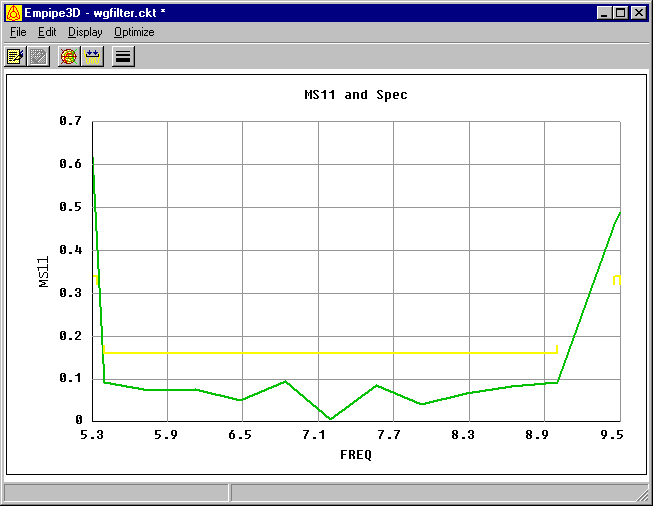 Empipe3D - wgfilter.ckt *
File Edit Display Optimize
MS11 and Spec
0.7
0.6
0.5
0.4
0.3
0.2
0.1
0
MS11
5.3 5.9 6.5 7.1 7.7 8.3 8.9 9.5
FREQ